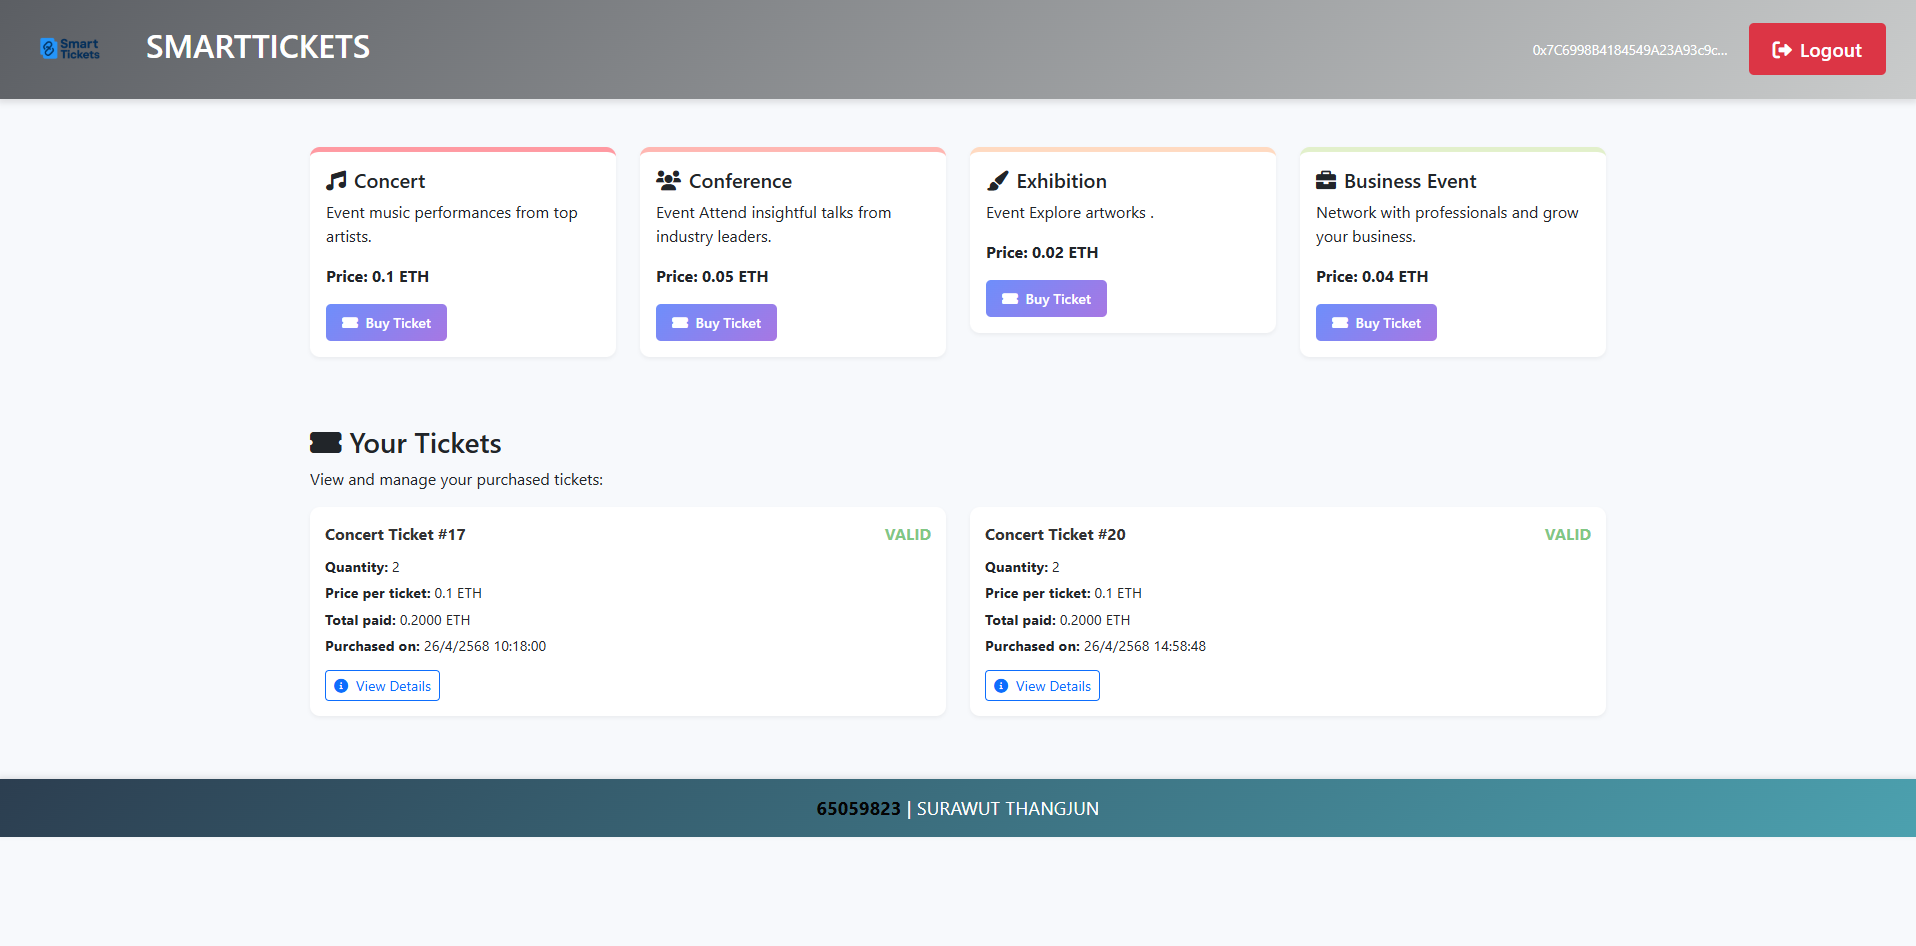 Smart
Tickets
SMARTTICKETS
0x7C6998B4184549A23A93c9c...
Logout
Concert
Event music performances from top
artists.
Price: 0.1 ETH
Buy Ticket
Conference
Event Attend insightful talks from
industry leaders.
Price: 0.05 ETH
Buy Ticket
Exhibition
Event Explore artworks .
Price: 0.02 ETH
Buy Ticket
Business Event
Network with professionals and grow
your business.
Price: 0.04 ETH
Buy Ticket
Your Tickets
View and manage your purchased tickets:
Concert Ticket #17
VALID
Quantity: 2
Price per ticket: 0.1 ETH
Total paid: 0.2000 ETH
Purchased on: 26/4/2568 10:18:00
View Details
Concert Ticket #20
VALID
Quantity: 2
Price per ticket: 0.1 ETH
Total paid: 0.2000 ETH
Purchased on: 26/4/2568 14:58:48
View Details
65059823 | SURAWUT THANGJUN